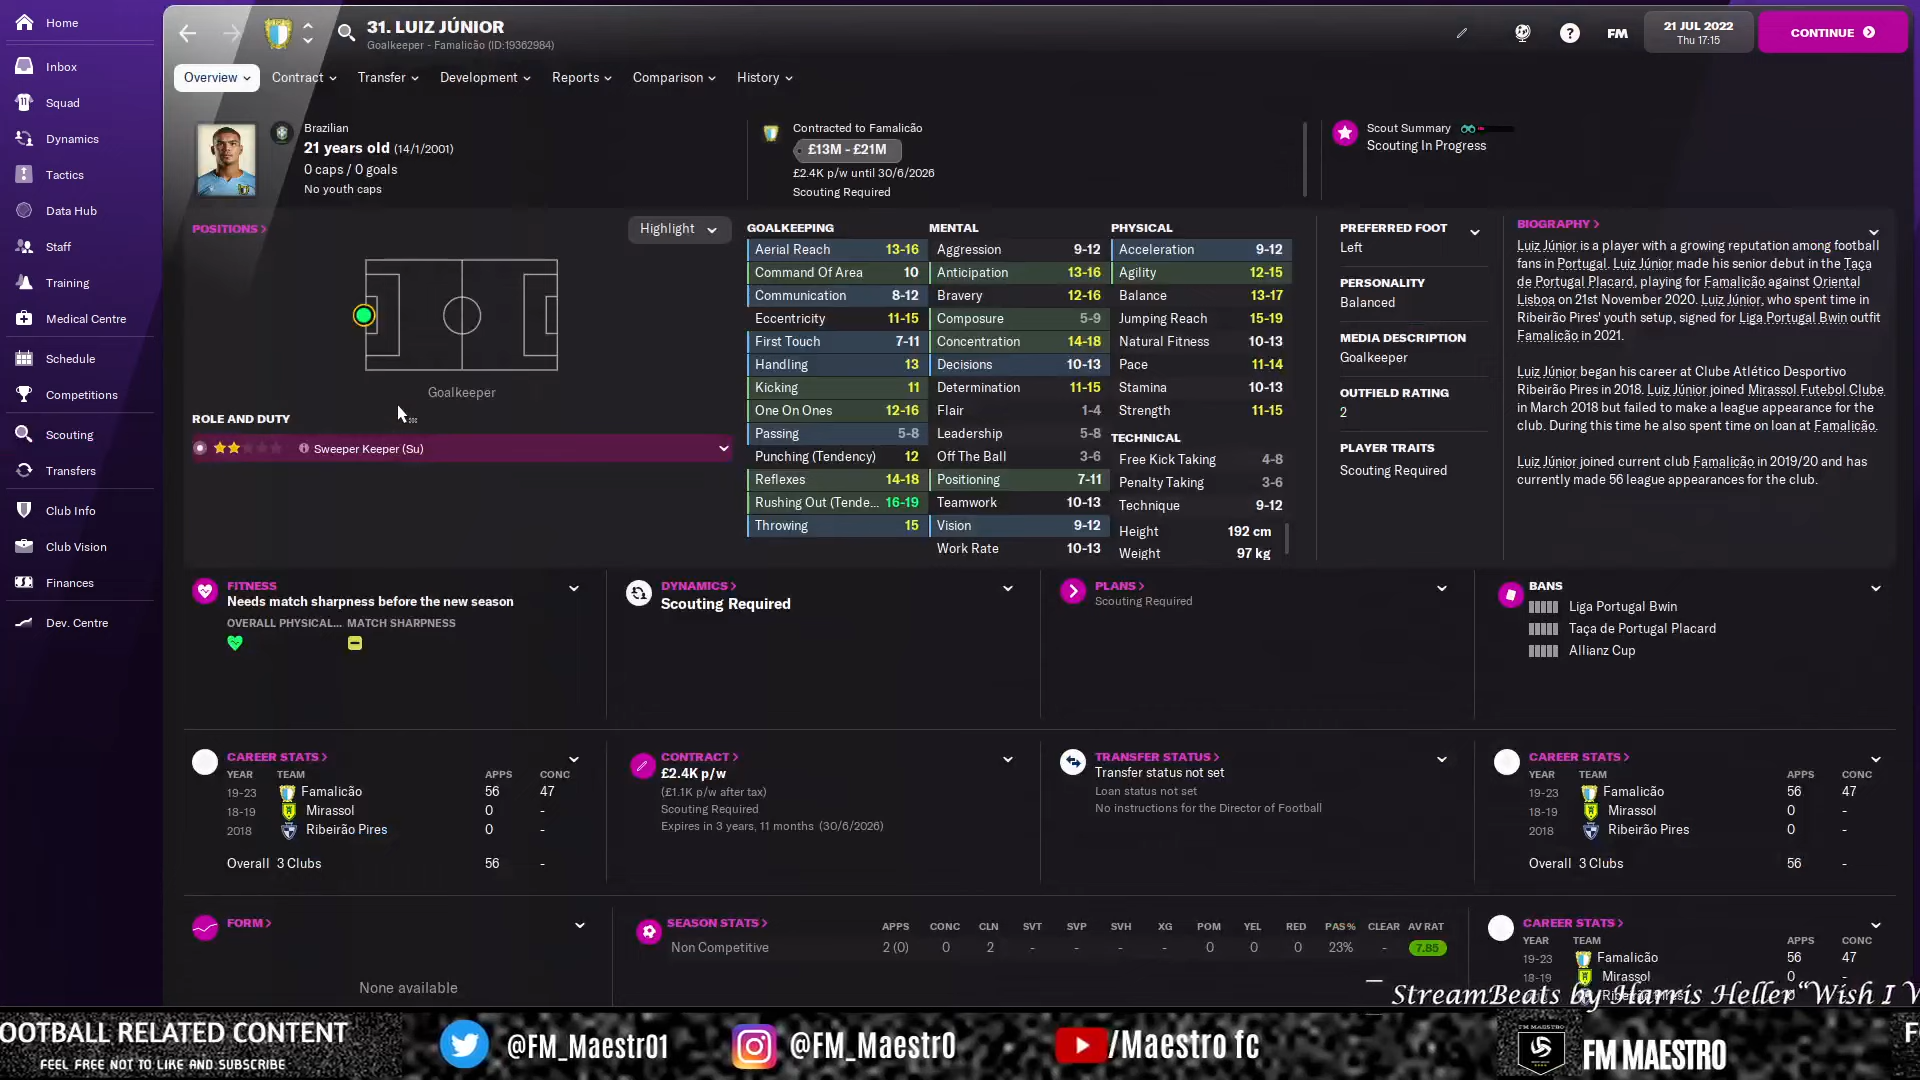 Home
Inbox
Squad
Dynamics
Tactics
Data Hub
Staff
Training
Medical Centre
Schedule
Competitions
Scouting
Transfers
Club Info
Club Vision
Finances
Dev. Centre
31. LUIZ JÚNIOR
Goalkeeper - Famalicão (ID:19362984)
FM
21 JUL 2022
Thu 17:15
CONTINUE
Overview
Contract
Transfer
Development
Reports
Comparison
History
Brazilian
21 years old (14/1/2001)
0 caps / 0 goals
No youth caps
Contracted to Famalicão
£13M - £21M
£2.4K p/w until 30/6/2026
Scouting Required
Scout Summary
Scouting In Progress
POSITIONS >
Highlight
Goalkeeper
ROLE AND DUTY
Sweeper Keeper (Su)
GOALKEEPING
Aerial Reach 13-16
Command Of Area 10
Communication 8-12
Eccentricity 11-15
First Touch 7-11
Handling 13
Kicking 11
One On Ones 12-16
Passing 5-8
Punching (Tendency) 12
Reflexes 14-18
Rushing Out (Tende... 16-19
Throwing 15
MENTAL
Aggression 9-12
Anticipation 13-16
Bravery 12-16
Composure 5-9
Concentration 14-18
Decisions 10-13
Determination 11-15
Flair 1-4
Leadership 5-8
Off The Ball 3-6
Positioning 7-11
Teamwork 10-13
Vision 9-12
Work Rate 10-13
PHYSICAL
Acceleration 9-12
Agility 12-15
Balance 13-17
Jumping Reach 15-19
Natural Fitness 10-13
Pace 11-14
Stamina 10-13
Strength 11-15
TECHNICAL
Free Kick Taking 4-8
Penalty Taking 3-6
Technique 9-12
Height 192 cm
Weight 97 kg
PREFERRED FOOT
Left
PERSONALITY
Balanced
MEDIA DESCRIPTION
Goalkeeper
OUTFIELD RATING
2
PLAYER TRAITS
Scouting Required
BIOGRAPHY >
Luiz Júnior is a player with a growing reputation among football
fans in Portugal. Luiz Júnior made his senior debut in the Taça
de Portugal Placard, playing for Famalicão against Oriental
Lisboa on 21st November 2020. Luiz Júnior, who spent time in
Ribeirão Pires' youth setup, signed for Liga Portugal Bwin outfit
Famalicão in 2021.
Luiz Júnior began his career at Clube Atlético Desportivo
Ribeirão Pires in 2018. Luiz Júnior joined Mirassol Futebol Clube
in March 2018 but failed to make a league appearance for the
club. During this time he also spent time on loan at Famalicão.
Luiz Júnior joined current club Famalicão in 2019/20 and has
currently made 56 league appearances for the club.
FITNESS
Needs match sharpness before the new season
OVERALL PHYSICAL... MATCH SHARPNESS
DYNAMICS >
Scouting Required
PLANS >
Scouting Required
BANS
Liga Portugal Bwin
Taça de Portugal Placard
Allianz Cup
CAREER STATS >
YEAR TEAM APPS CONC
19-23 Famalicão 56 47
18-19 Mirassol 0 -
2018 Ribeirão Pires 0 -
Overall 3 Clubs 56 -
CONTRACT >
£2.4K p/w
(£1.1K p/w after tax)
Scouting Required
Expires in 3 years, 11 months (30/6/2026)
TRANSFER STATUS >
Transfer status not set
Loan status not set
No instructions for the Director of Football
CAREER STATS >
YEAR TEAM APPS CONC
19-23 Famalicão 56 47
18-19 Mirassol 0 -
2018 Ribeirão Pires 0 -
Overall 3 Clubs 56 -
FORM >
None available
SEASON STATS >
APPS CONC CLN SVT SVP SVH XG POM YEL RED PAS% CLEAR AV RAT
Non Competitive 2 (0) 0 2 - - - - 0 0 0 23% - 7.85
CAREER STATS >
YEAR TEAM APPS CONC
19-23 Famalicão 56 47
18-19 Mirassol 0 -
StreamBeats by Harris Heller “Wish I W
OOTBALL RELATED CONTENT
FEEL FREE NOT TO LIKE AND SUBSCRIBE
@FM_Maestr01
@FM_Maestr0
/Maestro fc
FM MAESTRO
FM MAESTRO
F